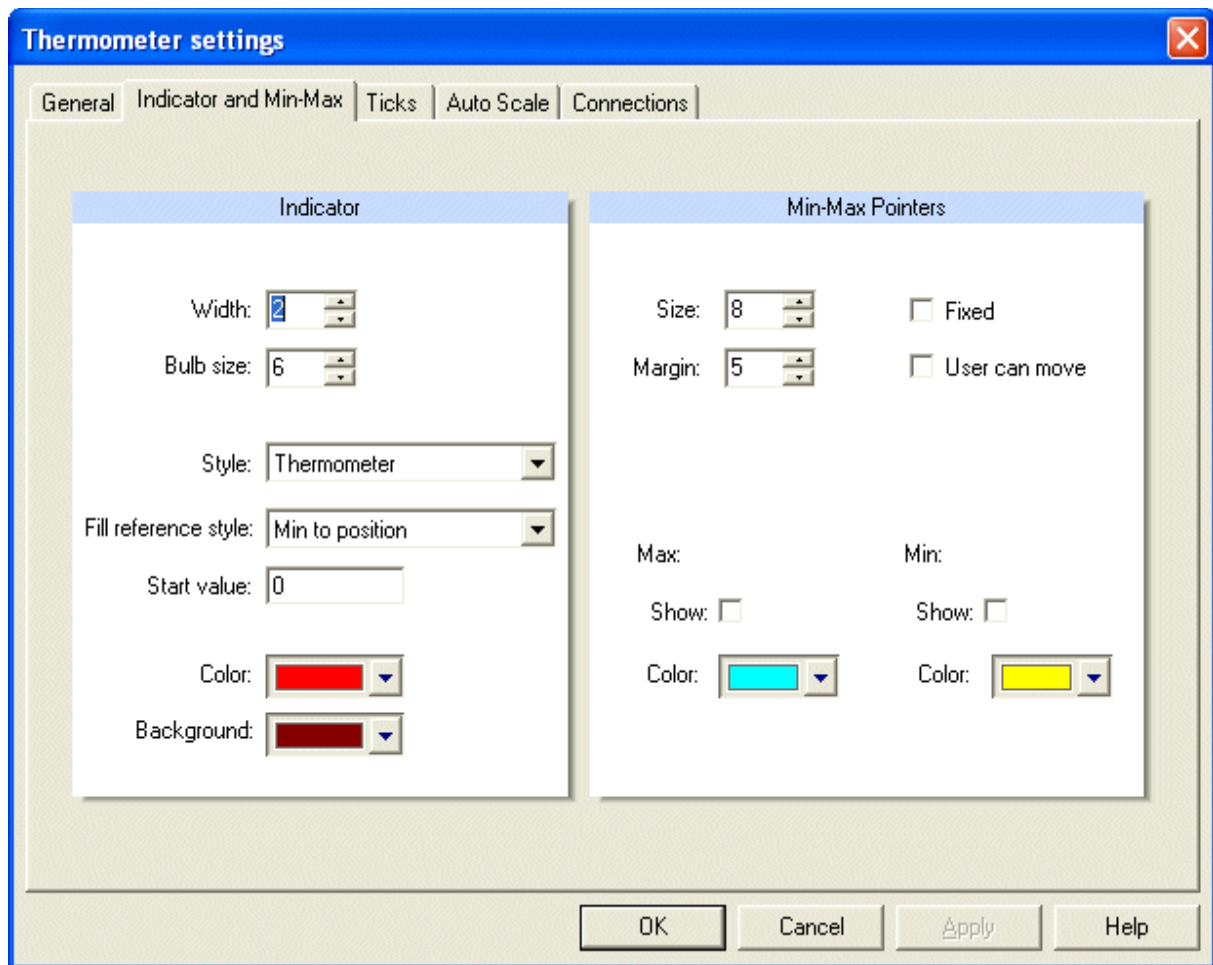 Thermometer settings
General Indicator and Min-Max Ticks Auto Scale Connections
Indicator
Width: 2
Bulb size: 6
Style: Thermometer
Fill reference style: Min to position
Start value: 0
Color:
Background:
Min-Max Pointers
Size: 8 Fixed
Margin: 5 User can move
Max: Min:
Show: Show:
Color: Color:
OK Cancel Apply Help